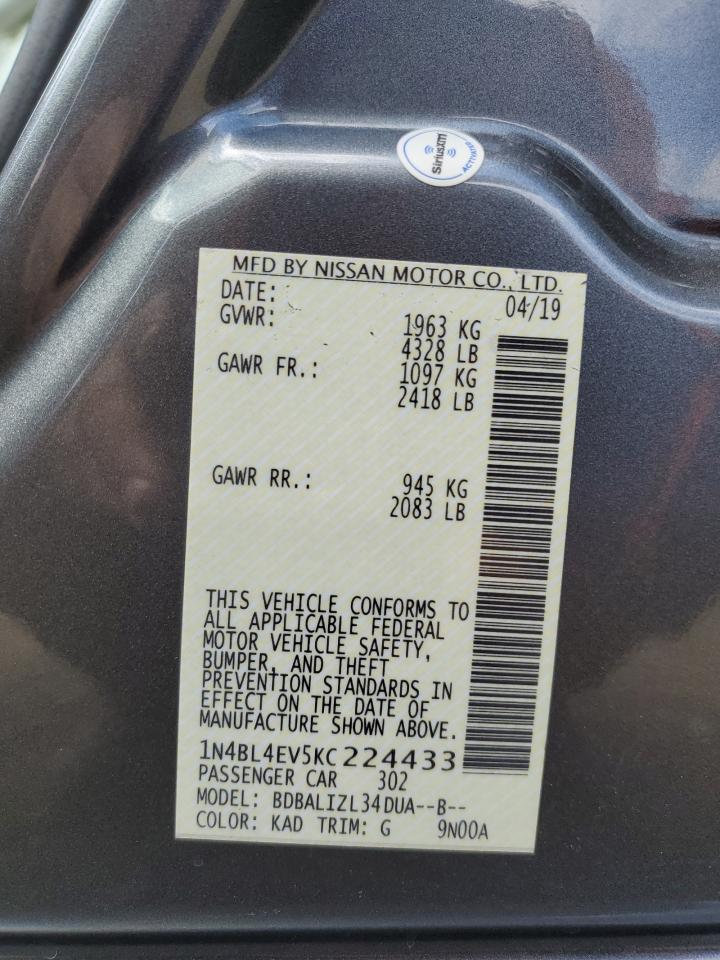 SiriusXM
ACTIVATED
MFD BY NISSAN MOTOR CO., LTD.
DATE: 04/19
GVWR: 1963 KG
4328 LB
GAWR FR.: 1097 KG
2418 LB
GAWR RR.: 945 KG
2083 LB
THIS VEHICLE CONFORMS TO
ALL APPLICABLE FEDERAL
MOTOR VEHICLE SAFETY,
BUMPER, AND THEFT
PREVENTION STANDARDS IN
EFFECT ON THE DATE OF
MANUFACTURE SHOWN ABOVE.
1N4BL4EV5KC224433
PASSENGER CAR 302
MODEL: BDBALIZL34DUA--B--
COLOR: KAD TRIM: G 9N00A